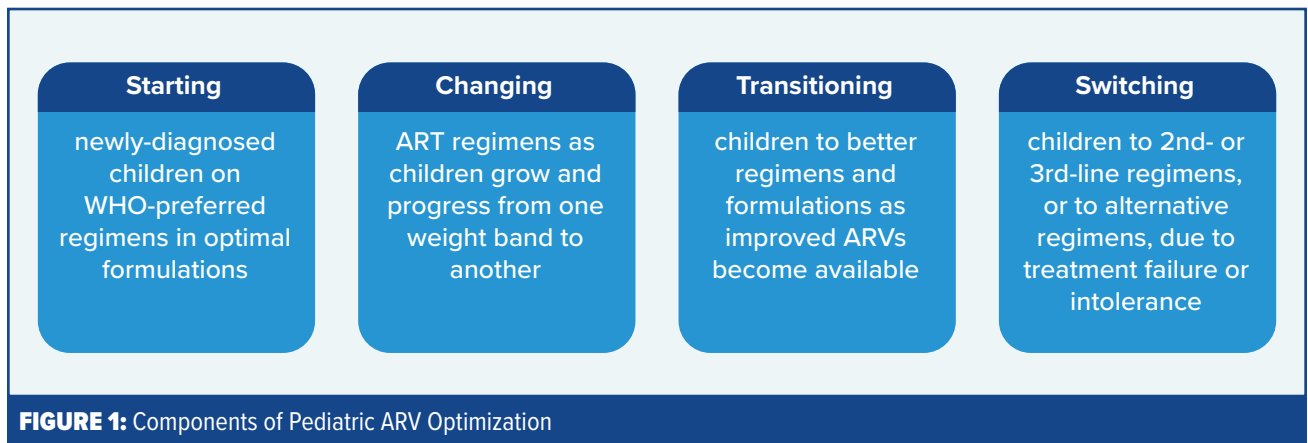 Starting
newly-diagnosed
children on
WHO-preferred
regimens in optimal
formulations
Changing
ART regimens as
children grow and
progress from one
weight band to
another
Transitioning
children to better
regimens and
formulations as
improved ARVs
become available
Switching
children to 2nd- or
3rd-line regimens,
or to alternative
regimens, due to
treatment failure or
intolerance
FIGURE 1: Components of Pediatric ARV Optimization